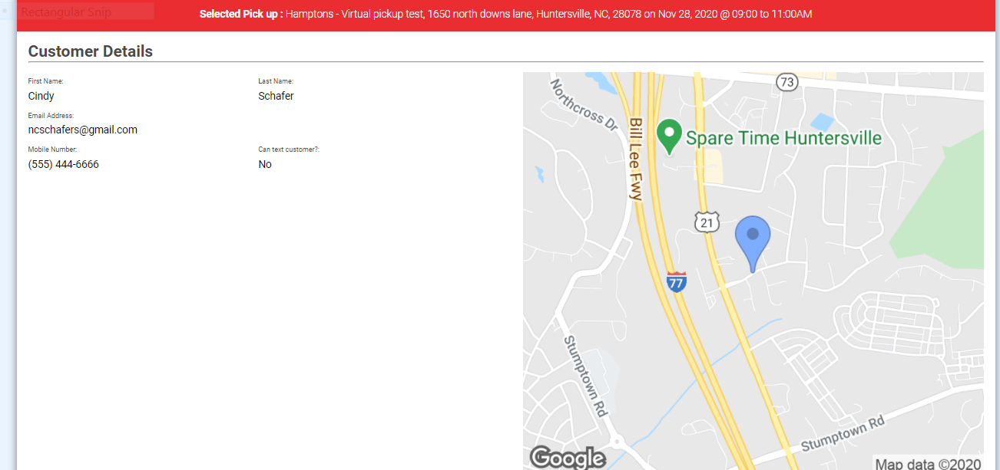 Rectangular Snip
Selected Pick up : Hamptons - Virtual pickup test, 1650 north downs lane, Huntersville, NC, 28078 on Nov 28, 2020 @ 09:00 to 11:00AM
Customer Details
First Name:
Last Name:
Cindy
Schafer
Email Address:
ncschafers@gmail.com
Mobile Number:
Can text customer?:
(555) 444-6666
No
73
Northcross Dr
Bill Lee Fwy
Spare Time Huntersville
21
77
Stumptown Rd
Stumptown Rd
Google
Map data ©2020